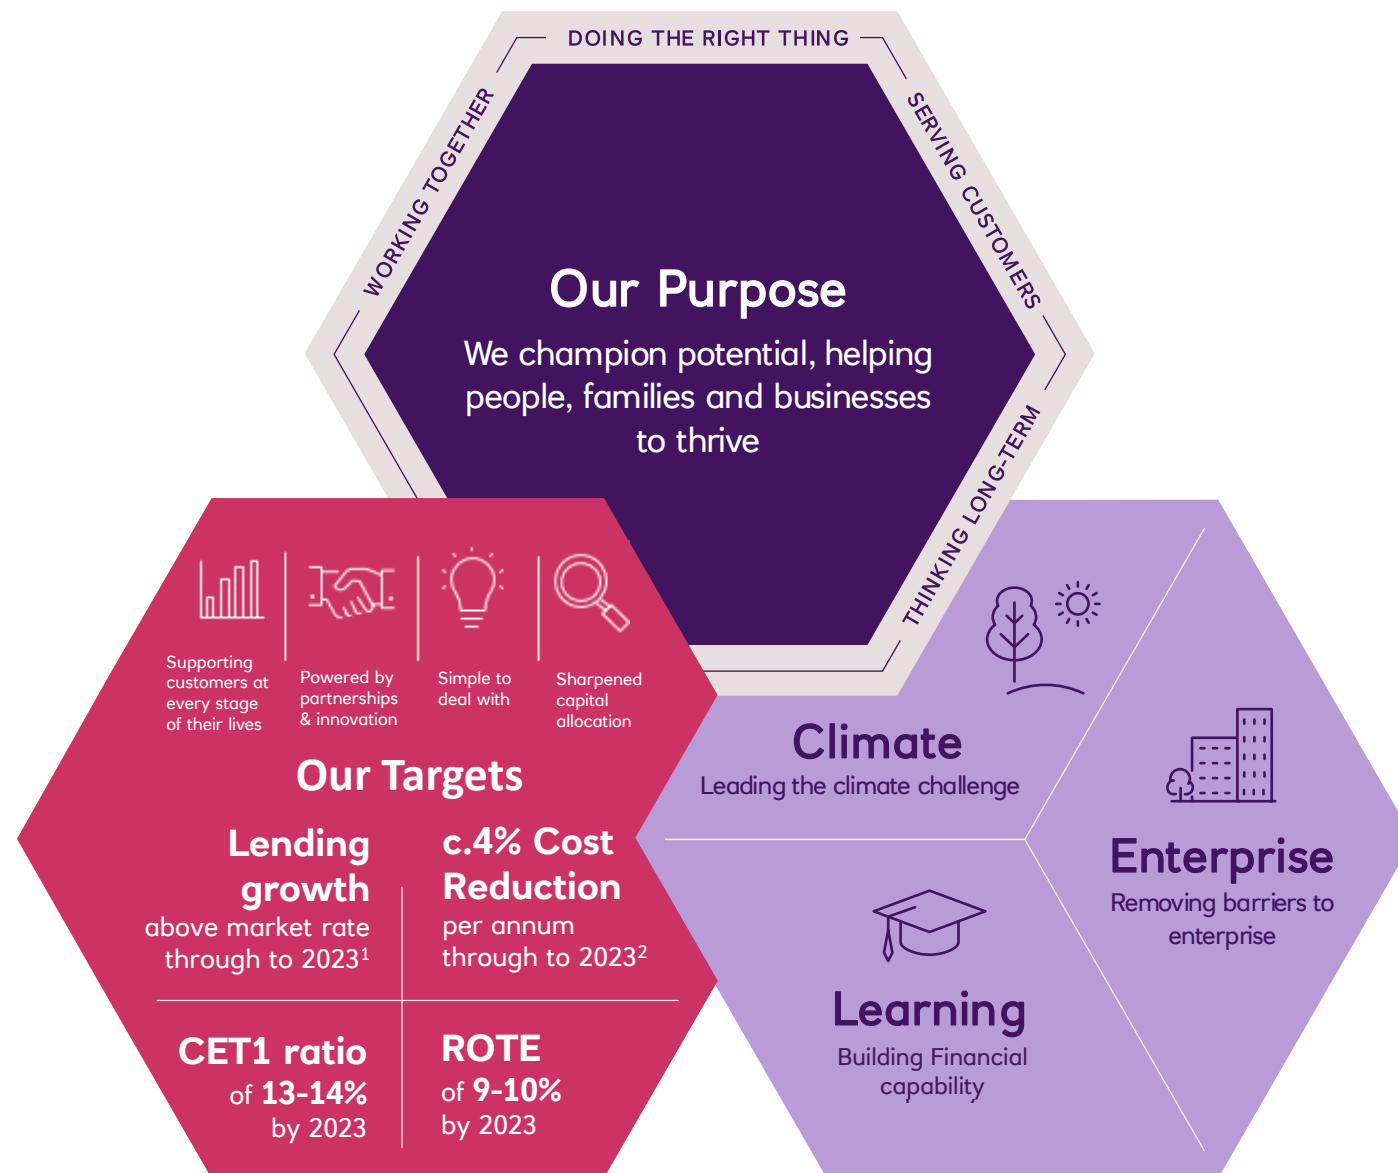 DOING THE RIGHT THING
WORKING TOGETHER
SERVING CUSTOMERS
THINKING LONG-TERM
Our Purpose
We champion potential, helping
people, families and businesses
to thrive
Supporting
customers at
every stage
of their lives
Powered by
partnerships
& innovation
Simple to
deal with
Sharpened
capital
allocation
Our Targets
Lending
growth
above market rate
through to 2023¹
c.4% Cost
Reduction
per annum
through to 2023²
CET1 ratio
of 13-14%
by 2023
ROTE
of 9-10%
by 2023
Climate
Leading the climate challenge
Enterprise
Removing barriers to
enterprise
Learning
Building Financial
capability